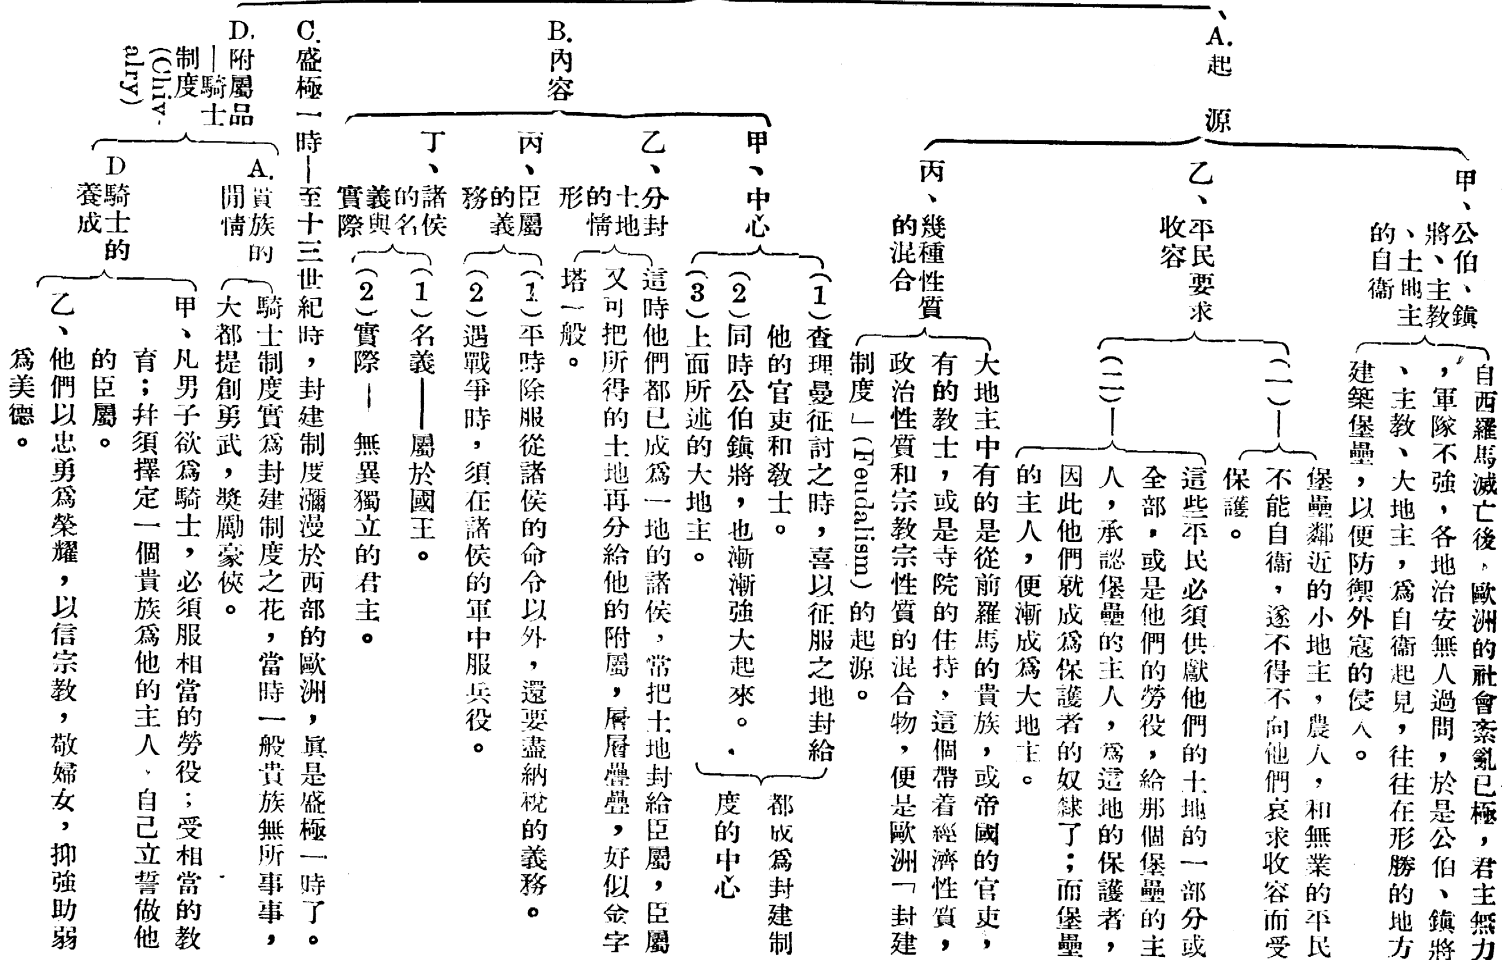 、
A. 起　源
甲、公伯、鎮
將、主教
、土地主
的自衞
自西羅馬滅亡後，歐洲的社會紊亂已極，君主無力
，軍隊不強，各地治安無人過問，於是公伯、鎮將
、主教、大地主，爲自衞起見，往往在形勝的地方
建築堡壘，以便防禦外寇的侵入。
乙、平民要求
收容
（一）—
堡壘鄰近的小地主，農人，和無業的平民
不能自衞，遂不得不向他們哀求收容而受
保護。
（二）—
這些平民必須供獻他們的土地的一部分或
全部，或是他們的勞役，給那個堡壘的主
人，承認堡壘的主人，爲這地的保護者，
因此他們就成爲保護者的奴隸了；而堡壘
的主人，便漸成爲大地主。
丙、幾種性質
的混合
大地主中有的是從前羅馬的貴族，或帝國的官吏，
有的教士，或是寺院的住持，這個帶着經濟性質，
政治性質和宗教宗性質的混合物，便是歐洲「封建
制度」(Feudalism)的起源。
B. 內容
甲、中心
（1）查理曼征討之時，喜以征服之地封給
他的官吏和教士。
（2）同時公伯鎮將，也漸漸強大起來。
（3）上面所述的大地主。
都成爲封建制
度的中心
乙、分封
土地
的情
形
這時他們都已成爲一地的諸侯，常把土地封給臣屬，臣屬
又可把所得的土地再分給他的附屬，層層疊疊，好似金字
塔一般。
丙、臣屬
的義
務
（1）平時除服從諸侯的命令以外，還要盡納稅的義務。
（2）遇戰爭時，須在諸侯的軍中服兵役。
丁、諸侯
的名
義與
實際
（1）名義——屬於國王。
（2）實際—無異獨立的君主。
C. 盛極一時—至十三世紀時，封建制度瀰漫於西部的歐洲，眞是盛極一時了。
D. 附屬品
—騎士
制度
(Chiv-
alry)
A. 貴族的
閒情
騎士制度實爲封建制度之花，當時一般貴族無所事事，
大都提創勇武，獎勵豪俠。
D 騎士的
養成
甲、凡男子欲爲騎士，必須服相當的勞役；受相當的教
育；幷須擇定一個貴族爲他的主人、自己立誓做他
的臣屬。
乙、他們以忠勇爲榮耀，以信宗教，敬婦女，抑強助弱
爲美德。